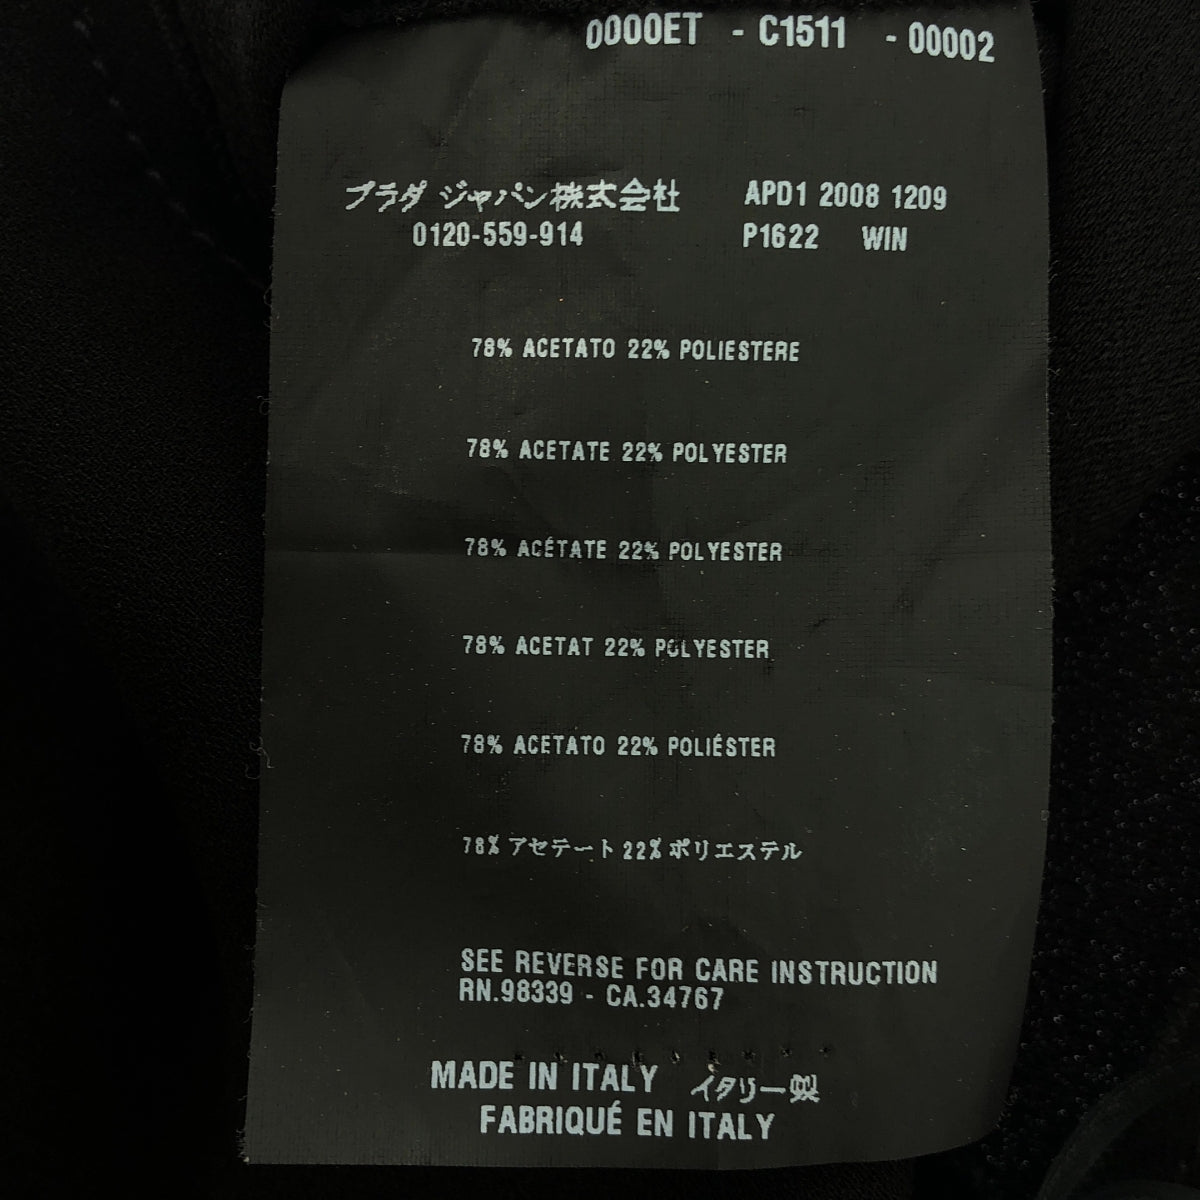 0000ET - C1511 - 00002
プラダ ジャパン株式会社 APD1 2008 1209
0120-559-914 P1622 WIN
78% ACETATO 22% POLIESTERE
78% ACETATE 22% POLYESTER
78% ACÉTATE 22% POLYESTER
78% ACETAT 22% POLYESTER
78% ACETATO 22% POLIÉSTER
78% アセテート 22% ポリエステル
SEE REVERSE FOR CARE INSTRUCTION
RN.98339 - CA.34767
MADE IN ITALY イタリー製
FABRIQUÉ EN ITALY